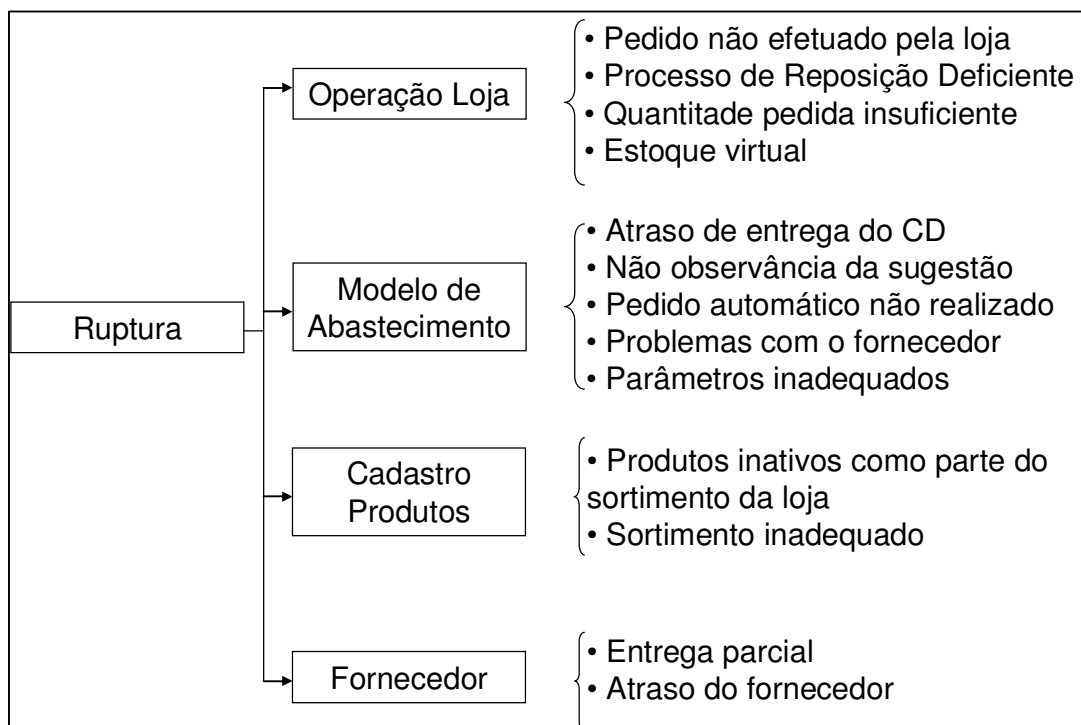 Ruptura
Operação Loja
• Pedido não efetuado pela loja
• Processo de Reposição Deficiente
• Quantitade pedida insuficiente
• Estoque virtual
Modelo de
Abastecimento
• Atraso de entrega do CD
• Não observância da sugestão
• Pedido automático não realizado
• Problemas com o fornecedor
• Parâmetros inadequados
Cadastro
Produtos
• Produtos inativos como parte do
sortimento da loja
• Sortimento inadequado
Fornecedor
• Entrega parcial
• Atraso do fornecedor